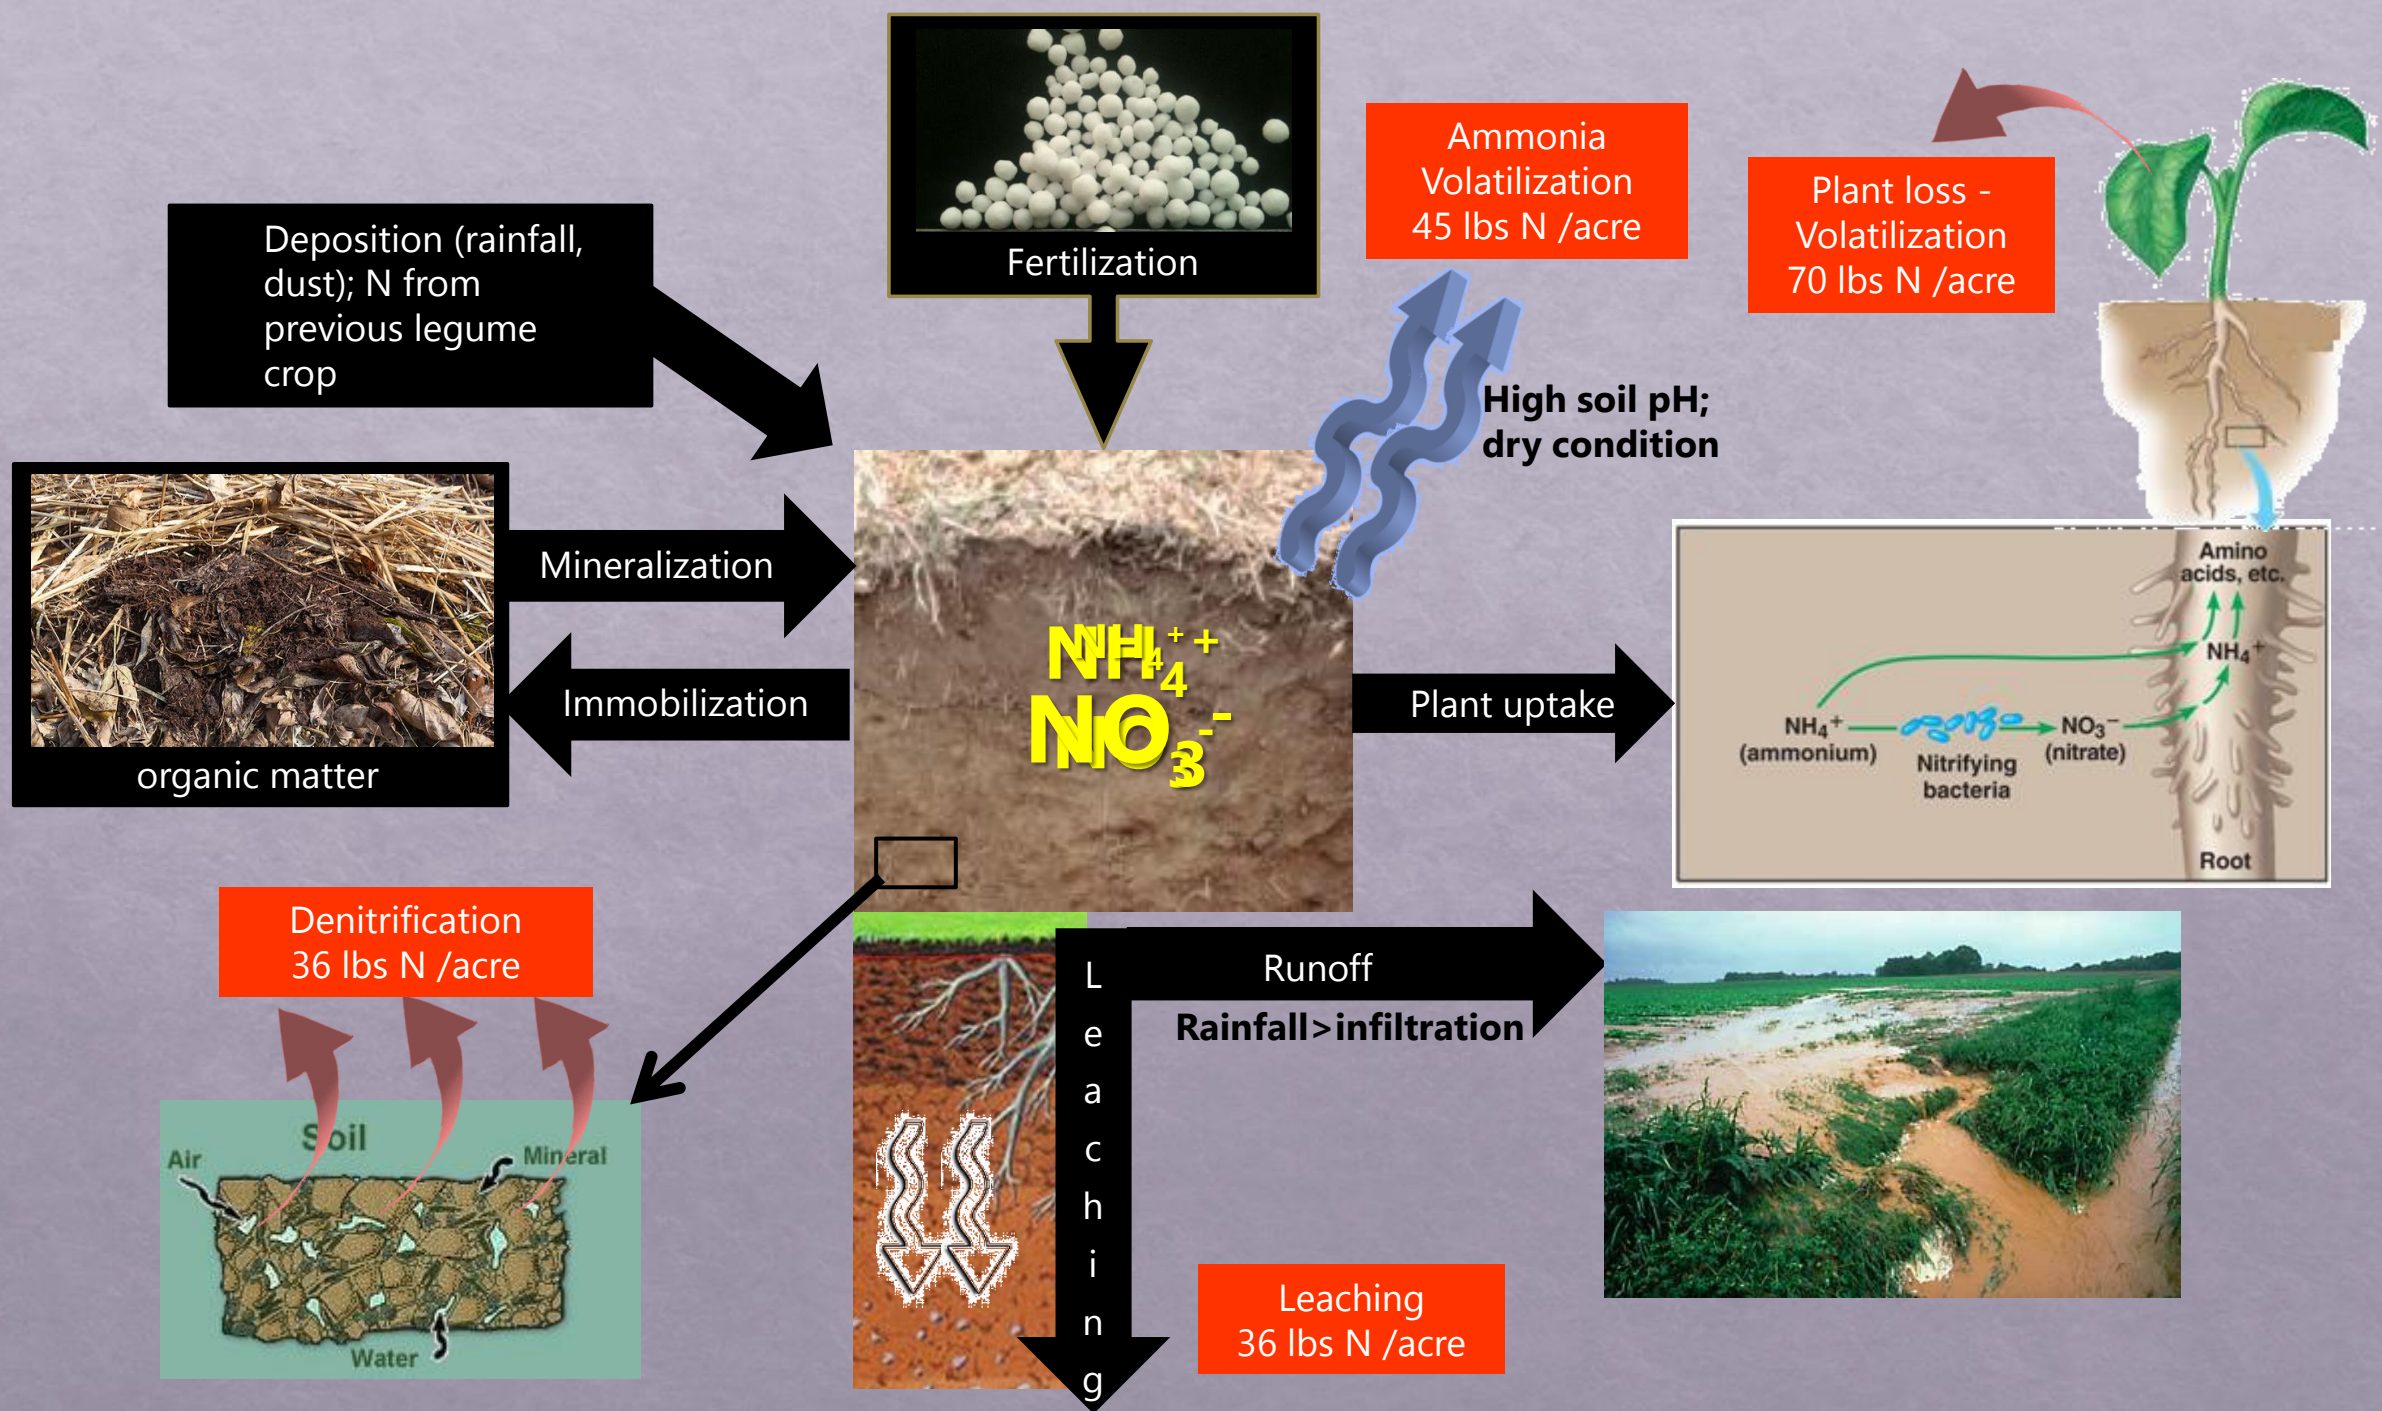 Fertilization
Ammonia
Volatilization
45 lbs N /acre
Plant loss -
Volatilization
70 lbs N /acre
Deposition (rainfall,
dust); N from
previous legume
crop
High soil pH;
dry condition
organic matter
Mineralization
Immobilization
NH₄⁺
NH₄⁺
NO₃⁻
NO₃⁻
Plant uptake
Amino
acids, etc.
NH₄⁺
NH₄⁺
(ammonium)
Nitrifying
bacteria
NO₃⁻
(nitrate)
Root
Denitrification
36 lbs N /acre
Soil
Air
Mineral
Water
L
e
a
c
h
i
n
g
Runoff
Rainfall>infiltration
Leaching
36 lbs N /acre